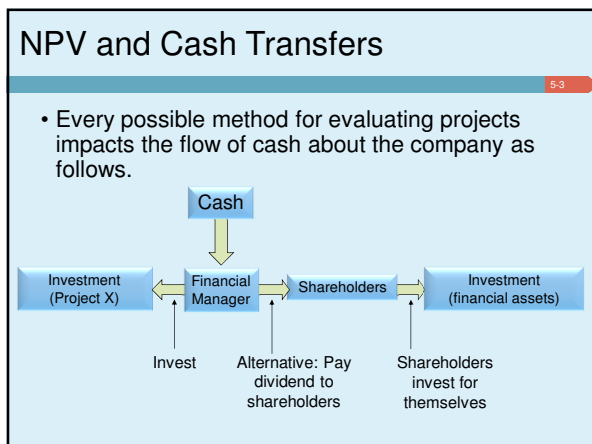 NPV and Cash Transfers
5-3
• Every possible method for evaluating projects
impacts the flow of cash about the company as
follows.
Cash
Investment
(Project X)
Financial
Manager
Shareholders
Investment
(financial assets)
Invest
Alternative: Pay
dividend to
shareholders
Shareholders
invest for
themselves